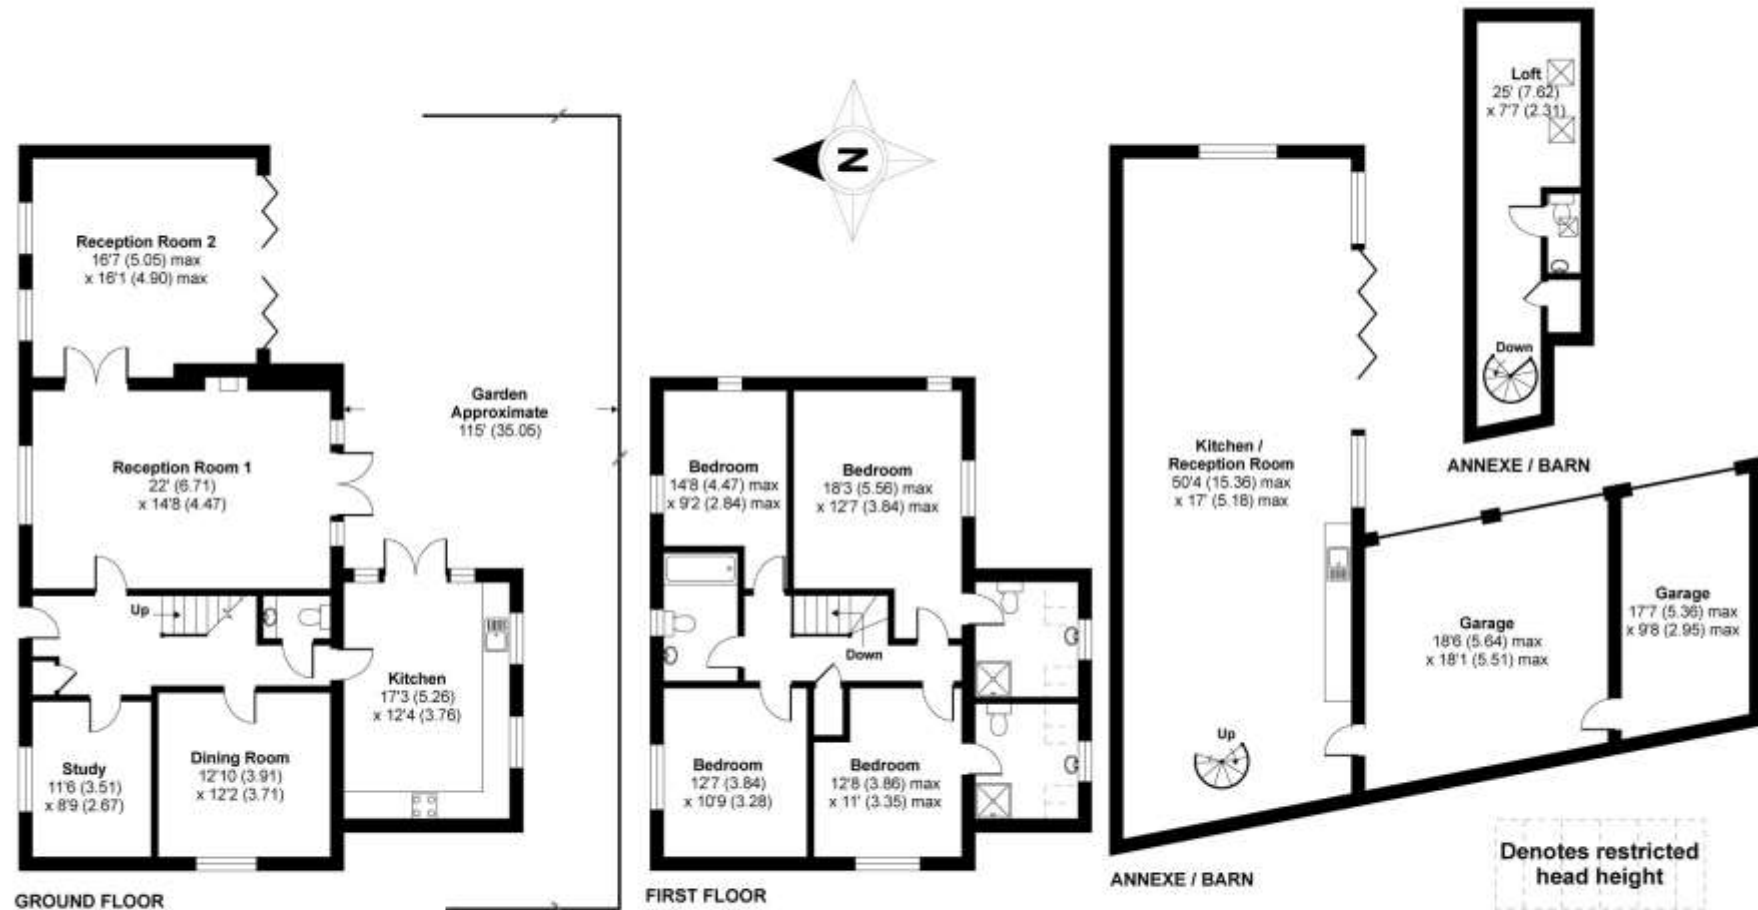 Reception Room 2
16'7 (5.05) max
x 16'1 (4.90) max
Reception Room 1
22' (6.71)
x 14'8 (4.47)
Up
Kitchen
17'3 (5.26)
x 12'4 (3.76)
Study
11'6 (3.51)
x 8'9 (2.67)
Dining Room
12'10 (3.91)
x 12'2 (3.71)
GROUND FLOOR
Garden
Approximate
115' (35.05)
N
Bedroom
14'8 (4.47) max
x 9'2 (2.84) max
Bedroom
18'3 (5.56) max
x 12'7 (3.84) max
Down
Bedroom
12'7 (3.84)
x 10'9 (3.28)
Bedroom
12'8 (3.86) max
x 11' (3.35) max
FIRST FLOOR
Kitchen /
Reception Room
50'4 (15.36) max
x 17' (5.18) max
Up
ANNEXE / BARN
Loft
25' (7.62)
x 7'7 (2.31)
Down
ANNEXE / BARN
Garage
18'6 (5.64) max
x 18'1 (5.51) max
Garage
17'7 (5.36) max
x 9'8 (2.95) max
Denotes restricted
head height